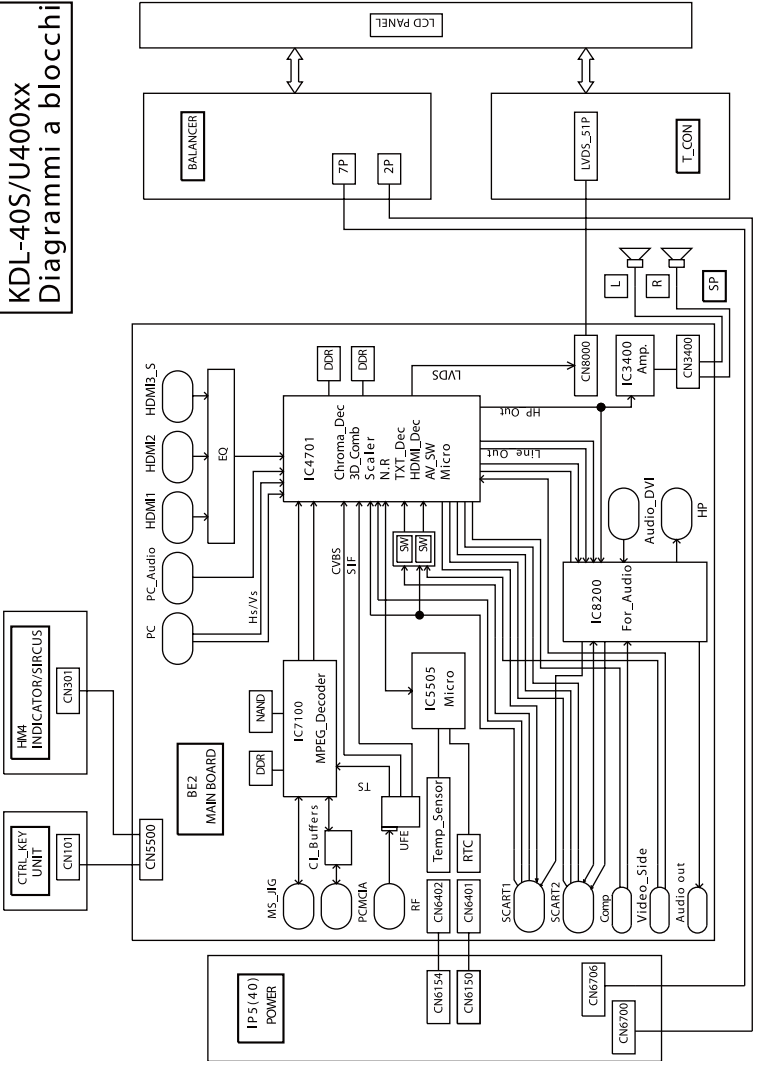 KDL-40S/U400xx
Diagrammi a blocchi
LCD PANEL
BALANCER
7P
2P
LVDS_51P
T_CON
L
R
SP
HDMI3_S
HDMI2
HDMI1
PC_Audio
PC
EQ
Hs/Vs
DDR
DDR
LVDS
CN8000
IC3400
Amp.
CN3400
IC4701
Chroma_Dec
3D_Comb
Scaler
N.R
TXT_Dec
HDMI_Dec
AV_SW
Micro
HP_Out
Line_Out
Audio_DVI
HP
CVBS
SIF
SW
SW
IC8200
For_Audio
HM4
INDICATOR/SIRCUS
CN301
CTRL_KEY
UNIT
CN101
CN5500
BE2
MAIN BOARD
NAND
DDR
IC7100
MPEG_Decoder
IC5505
Micro
TS
CI_Buffers
UFE
Temp_Sensor
RTC
MS_JIG
PCMCIA
RF
CN6402
CN6401
SCART1
SCART2
Comp
Video_Side
Audio out
IP5(40)
POWER
CN6154
CN6150
CN6706
CN6700